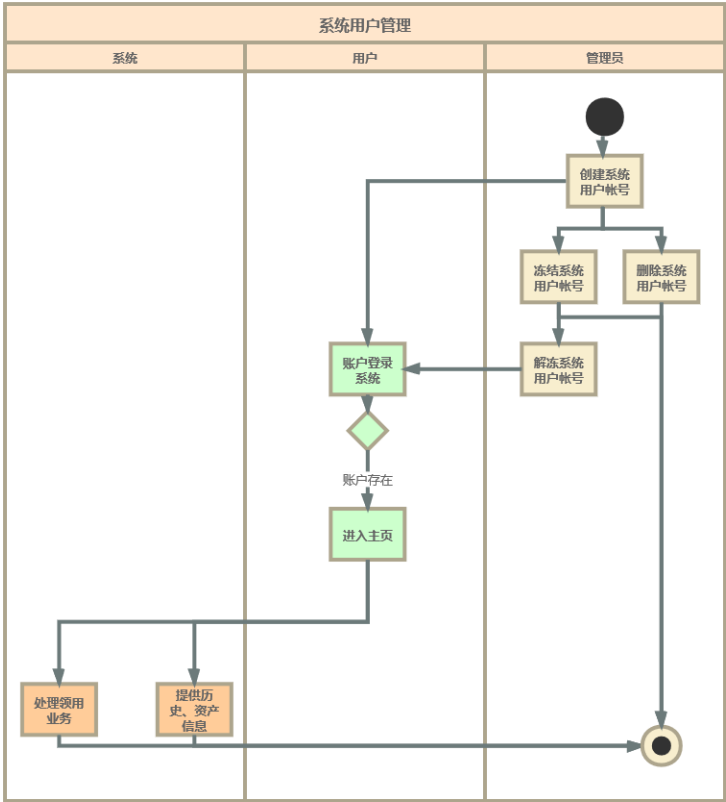 系统用户管理
系统
用户
管理员
创建系统
用户帐号
冻结系统
用户帐号
删除系统
用户帐号
账户登录
系统
解冻系统
用户帐号
账户存在
进入主页
处理领用
业务
提供历
史、资产
信息